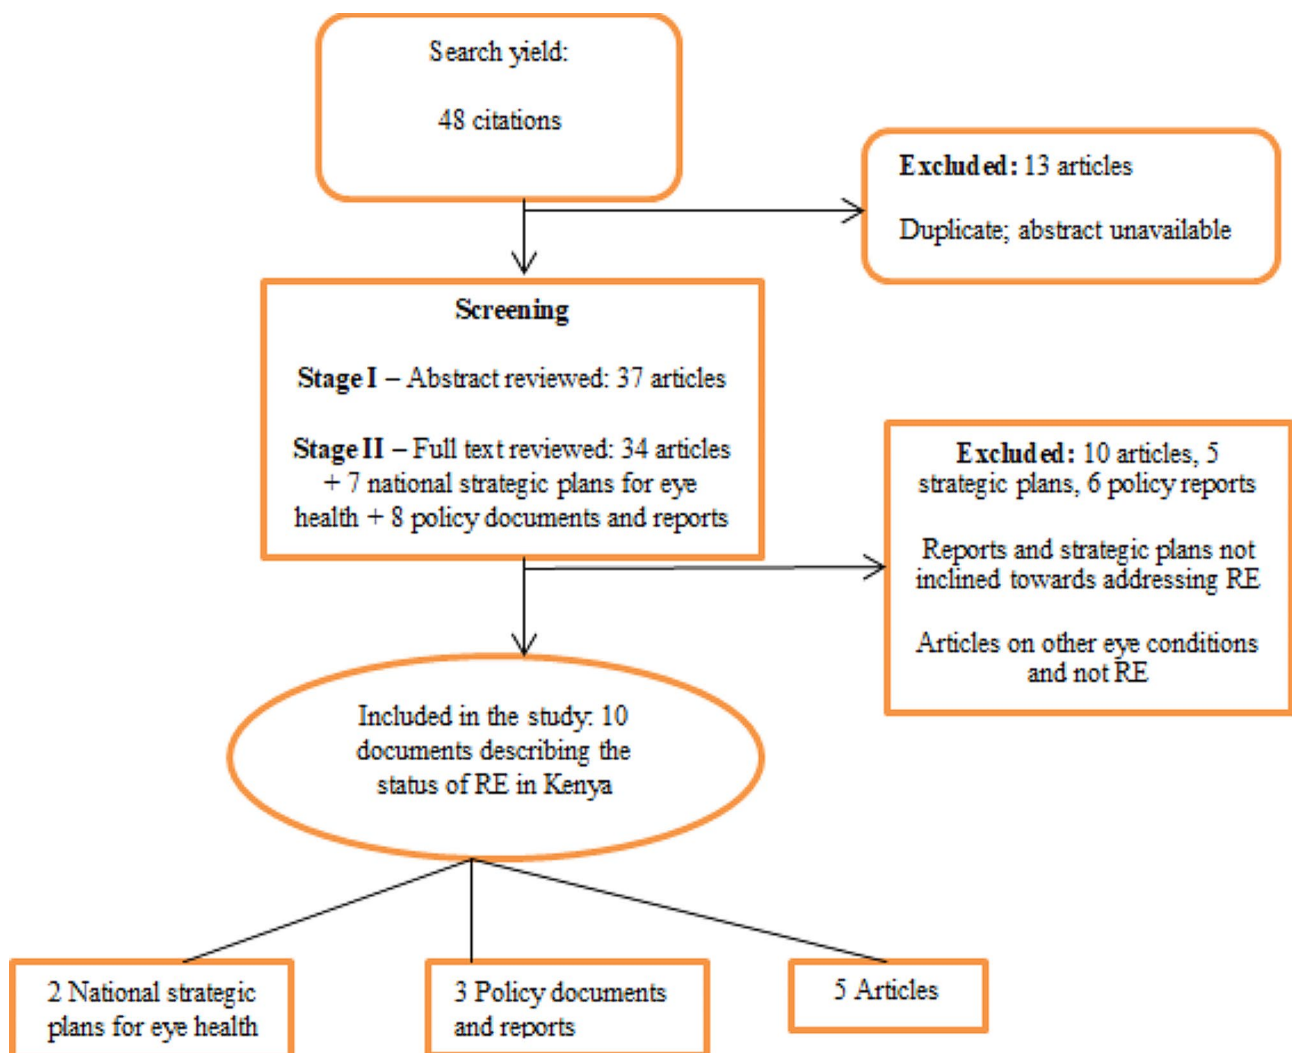 Search yield:
48 citations
Excluded: 13 articles
Duplicate; abstract unavailable
Screening
Stage I – Abstract reviewed: 37 articles
Stage II – Full text reviewed: 34 articles
+ 7 national strategic plans for eye
health + 8 policy documents and reports
Excluded: 10 articles, 5
strategic plans, 6 policy reports
Reports and strategic plans not
inclined towards addressing RE
Articles on other eye conditions
and not RE
Included in the study: 10
documents describing the
status of RE in Kenya
2 National strategic
plans for eye health
3 Policy documents
and reports
5 Articles